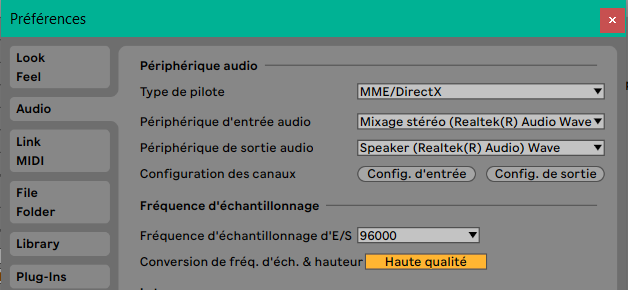 Préférences
Look
Feel
Audio
Link
MIDI
File
Folder
Library
Plug-Ins
Périphérique audio
Type de pilote MME/DirectX
Périphérique d'entrée audio Mixage stéréo (Realtek(R) Audio Wave
Périphérique de sortie audio Speaker (Realtek(R) Audio) Wave
Configuration des canaux Config. d'entrée Config. de sortie
Fréquence d'échantillonnage
Fréquence d'échantillonnage d'E/S 96000
Conversion de fréq. d'éch. & hauteur Haute qualité